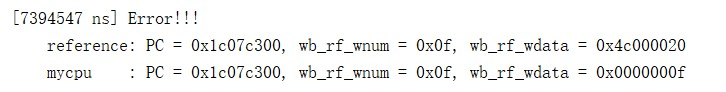 [7394547 ns] Error!!!
reference: PC = 0x1c07c300, wb_rf_wnum = 0x0f, wb_rf_wdata = 0x4c000020
mycpu    : PC = 0x1c07c300, wb_rf_wnum = 0x0f, wb_rf_wdata = 0x0000000f